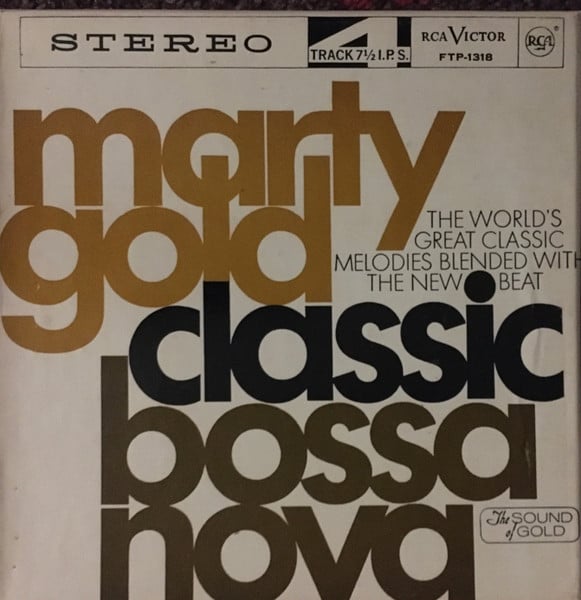 STEREO
4
TRACK 7½ I.P.S.
RCA VICTOR
FTP-1318
RCA
marty
gold
THE WORLD'S
GREAT CLASSIC
MELODIES BLENDED WITH
THE NEW BEAT
classic
bossa
nova
The SOUND
of GOLD